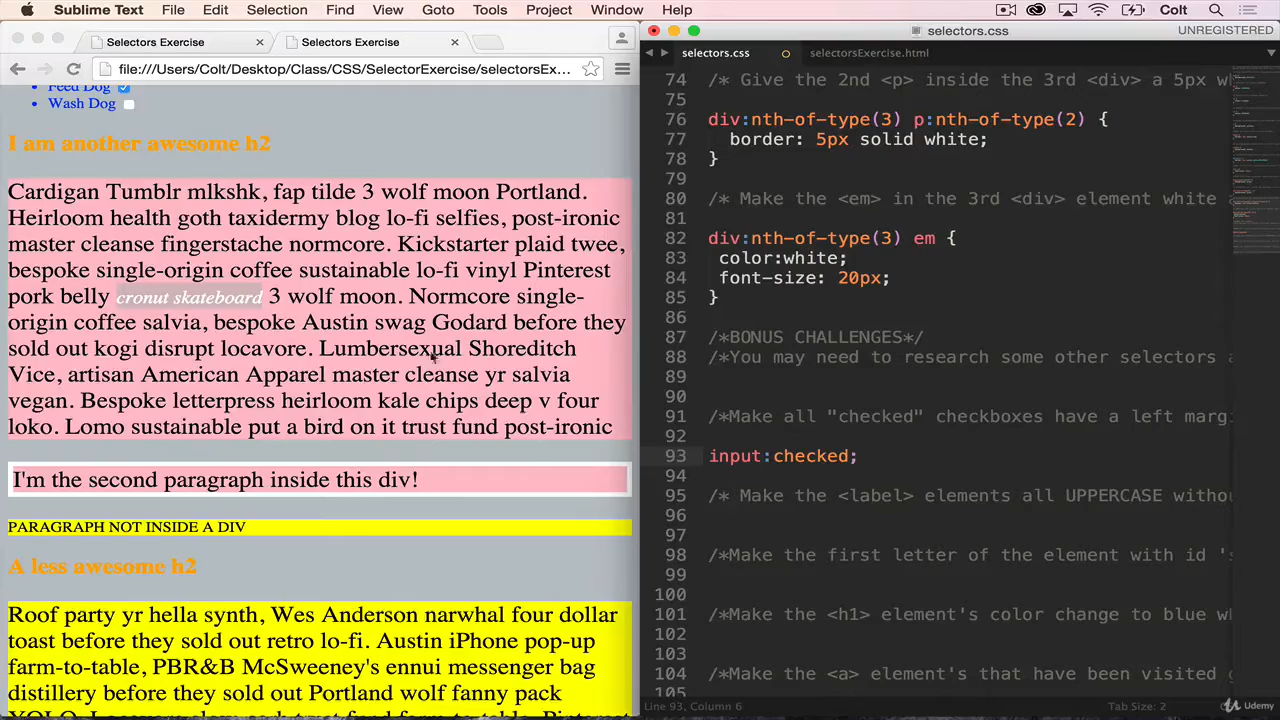 Sublime Text File Edit Selection Find View Goto Tools Project Window Help Colt
Selectors Exercise × Selectors Exercise ×
file:///Users/Colt/Desktop/Class/CSS/SelectorExercise/selectorsEx...
• Feed Dog
• Wash Dog
I am another awesome h2
Cardigan Tumblr mlkshk, fap tilde 3 wolf moon Portland.
Heirloom health goth taxidermy blog lo-fi selfies, post-ironic
master cleanse fingerstache normcore. Kickstarter plaid twee,
bespoke single-origin coffee sustainable lo-fi vinyl Pinterest
pork belly cronut skateboard 3 wolf moon. Normcore single-
origin coffee salvia, bespoke Austin swag Godard before they
sold out kogi disrupt locavore. Lumbersexual Shoreditch
Vice, artisan American Apparel master cleanse yr salvia
vegan. Bespoke letterpress heirloom kale chips deep v four
loko. Lomo sustainable put a bird on it trust fund post-ironic
I'm the second paragraph inside this div!
PARAGRAPH NOT INSIDE A DIV
A less awesome h2
Roof party yr hella synth, Wes Anderson narwhal four dollar
toast before they sold out retro lo-fi. Austin iPhone pop-up
farm-to-table, PBR&B McSweeney's ennui messenger bag
distillery before they sold out Portland wolf fanny pack
selectors.css UNREGISTERED
selectors.css selectorsExercise.html
74 /* Give the 2nd <p> inside the 3rd <div> a 5px w
75
76 div:nth-of-type(3) p:nth-of-type(2) {
77 border: 5px solid white;
78 }
79
80 /* Make the <em> in the 3rd <div> element white a
81
82 div:nth-of-type(3) em {
83 color:white;
84 font-size: 20px;
85 }
86
87 /*BONUS CHALLENGES*/
88 /*You may need to research some other selectors a
89
90
91 /*Make all "checked" checkboxes have a left marg
92
93 input:checked;
94
95 /* Make the <label> elements all UPPERCASE witho
96
97
98 /*Make the first letter of the element with id 's
99
100
101 /*Make the <h1> element's color change to blue w
102
103
104 /*Make the <a> element's that have been visited g
105
Line 93, Column 6 Tab Size: 2 Udemy